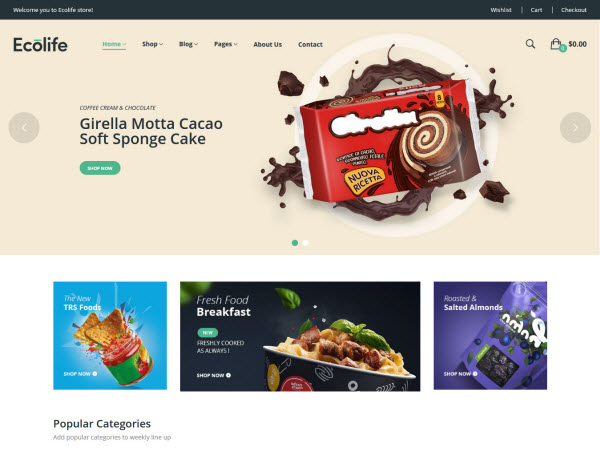 Welcome you to Ecolife store!
Wishlist | Cart | Checkout
Ecolife
Home Shop Blog Pages About Us Contact
0 $0.00
COFFEE CREAM & CHOCOLATE
Girella Motta Cacao
Soft Sponge Cake
SHOP NOW
8
NUOVA
RICETTA
The New
TRS Foods
SHOP NOW
Fresh Food
Breakfast
NEW
FRESHLY COOKED
AS ALWAYS !
SHOP NOW
Roasted &
Salted Almonds
SHOP NOW
Popular Categories
Add popular categories to weekly line up